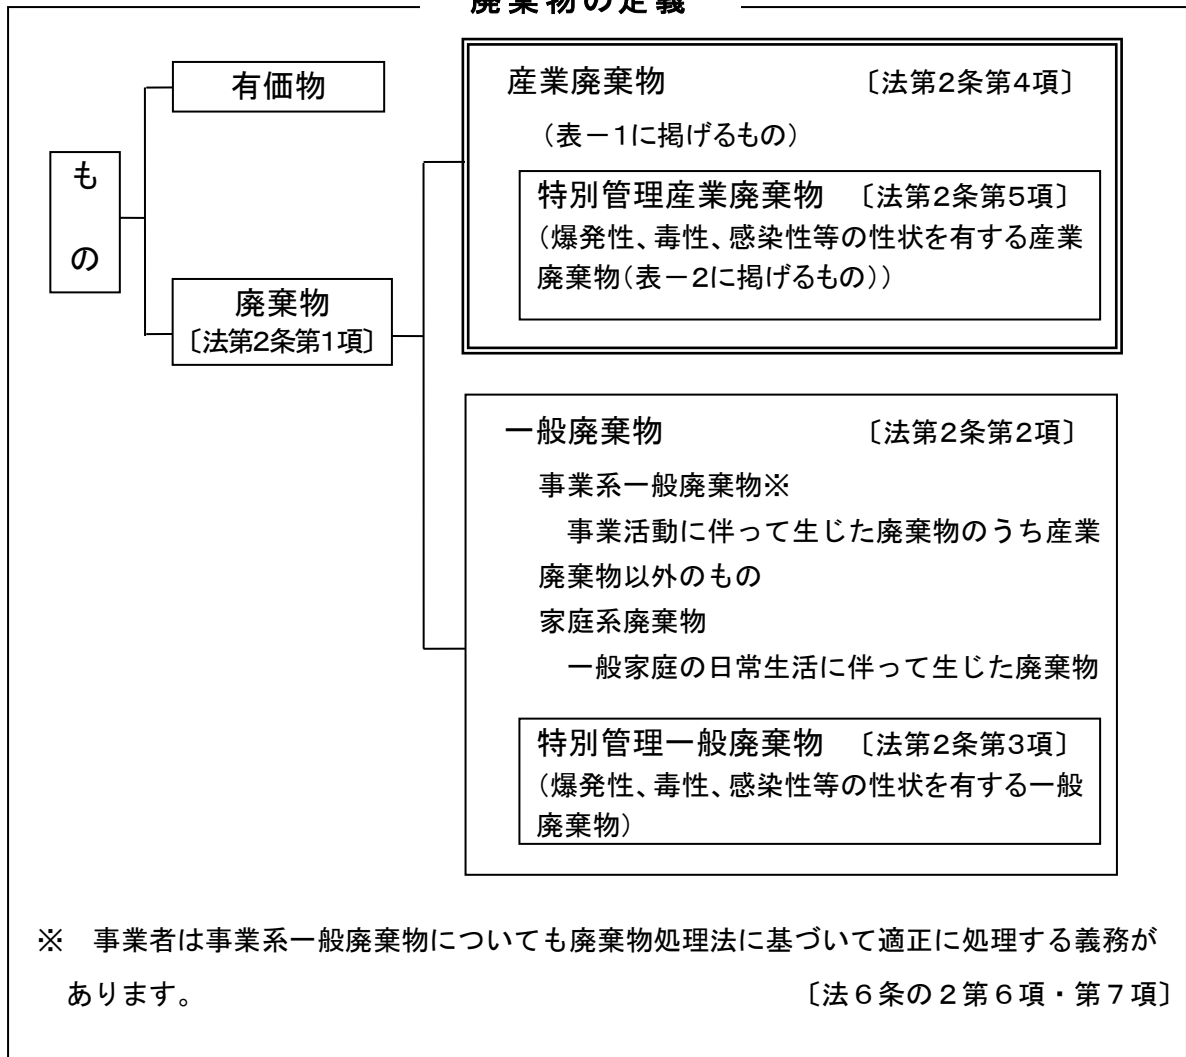 廃棄物の定義
有価物
もの
廃棄物
〔法第2条第1項〕
産業廃棄物　〔法第2条第4項〕
（表－1に掲げるもの）
特別管理産業廃棄物　〔法第2条第5項〕
（爆発性、毒性、感染性等の性状を有する産業
廃棄物（表－2に掲げるもの））
一般廃棄物　〔法第2条第2項〕
事業系一般廃棄物※
事業活動に伴って生じた廃棄物のうち産業
廃棄物以外のもの
家庭系廃棄物
一般家庭の日常生活に伴って生じた廃棄物
特別管理一般廃棄物　〔法第2条第3項〕
（爆発性、毒性、感染性等の性状を有する一般
廃棄物）
※　事業者は事業系一般廃棄物についても廃棄物処理法に基づいて適正に処理する義務が
あります。　〔法６条の２第６項・第７項〕